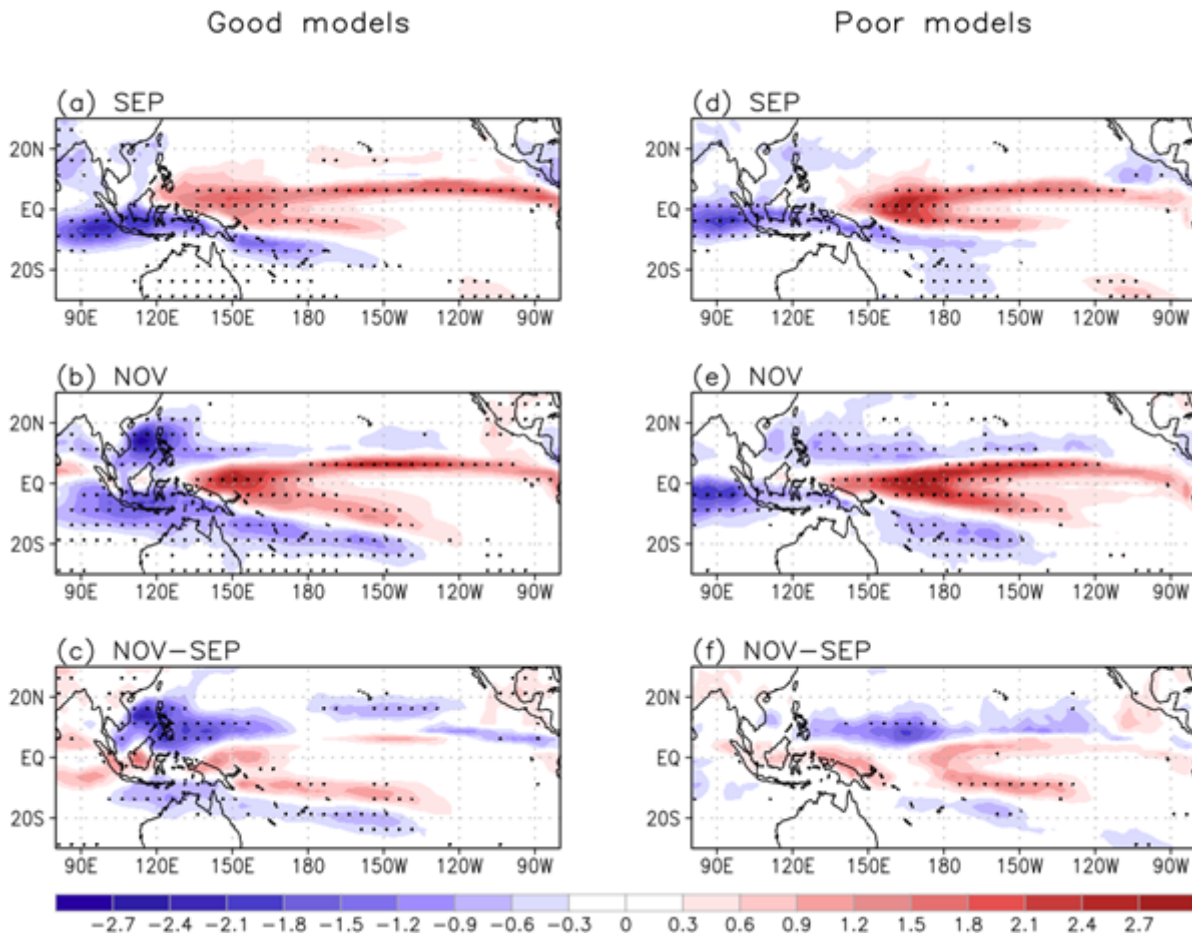 Good models Poor models
(a) SEP (d) SEP
20N 20N
EQ EQ
20S 20S
90E 120E 150E 180 150W 120W 90W 90E 120E 150E 180 150W 120W 90W
(b) NOV (e) NOV
20N 20N
EQ EQ
20S 20S
90E 120E 150E 180 150W 120W 90W 90E 120E 150E 180 150W 120W 90W
(c) NOV-SEP (f) NOV-SEP
20N 20N
EQ EQ
20S 20S
90E 120E 150E 180 150W 120W 90W 90E 120E 150E 180 150W 120W 90W
-2.7 -2.4 -2.1 -1.8 -1.5 -1.2 -0.9 -0.6 -0.3 0 0.3 0.6 0.9 1.2 1.5 1.8 2.1 2.4 2.7